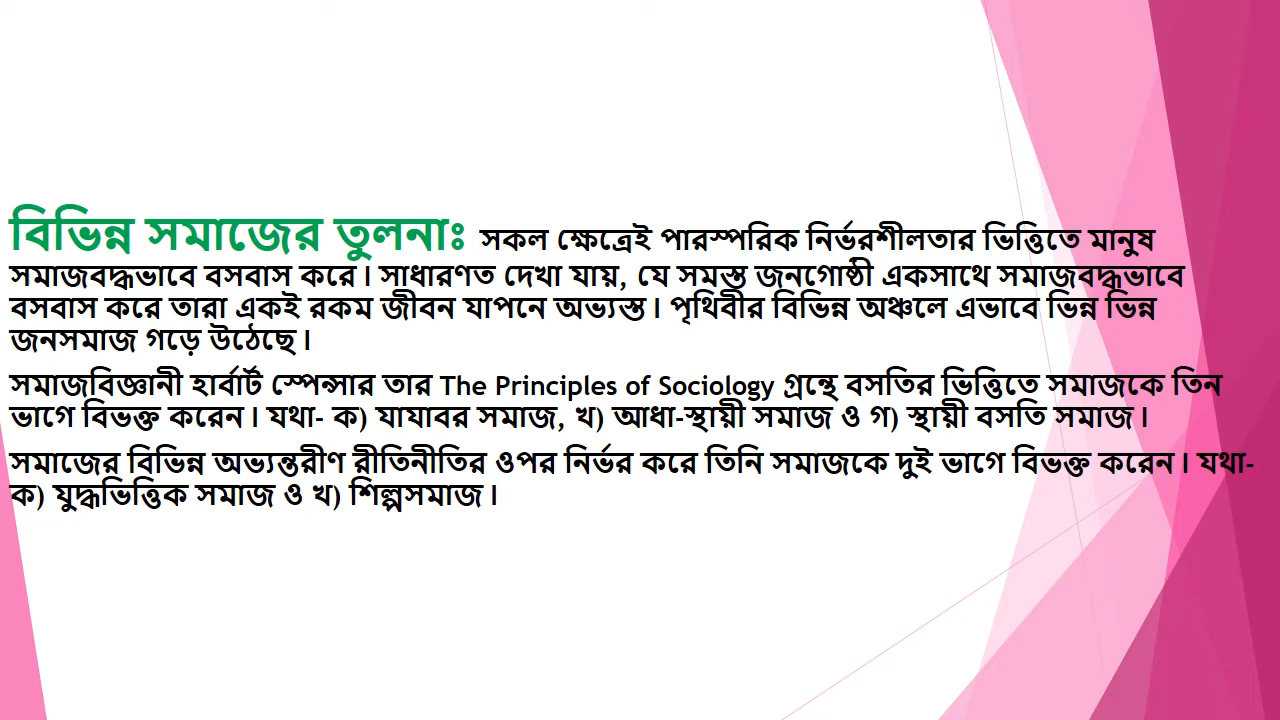 বিভিন্ন সমাজের তুলনাঃ সকল ক্ষেত্রেই পারস্পরিক নির্ভরশীলতার ভিত্তিতে মানুষ
সমাজবদ্ধভাবে বসবাস করে। সাধারণত দেখা যায়, যে সমস্ত জনগোষ্ঠী একসাথে সমাজবদ্ধভাবে
বসবাস করে তারা একই রকম জীবন যাপনে অভ্যস্ত। পৃথিবীর বিভিন্ন অঞ্চলে এভাবে ভিন্ন ভিন্ন
জনসমাজ গড়ে উঠেছে।
সমাজবিজ্ঞানী হার্বার্ট স্পেন্সার তার The Principles of Sociology গ্রন্থে বসতির ভিত্তিতে সমাজকে তিন
ভাগে বিভক্ত করেন। যথা- ক) যাযাবর সমাজ, খ) আধা-স্থায়ী সমাজ ও গ) স্থায়ী বসতি সমাজ।
সমাজের বিভিন্ন অভ্যন্তরীণ রীতিনীতির ওপর নির্ভর করে তিনি সমাজকে দুই ভাগে বিভক্ত করেন। যথা-
ক) যুদ্ধভিত্তিক সমাজ ও খ) শিল্পসমাজ।